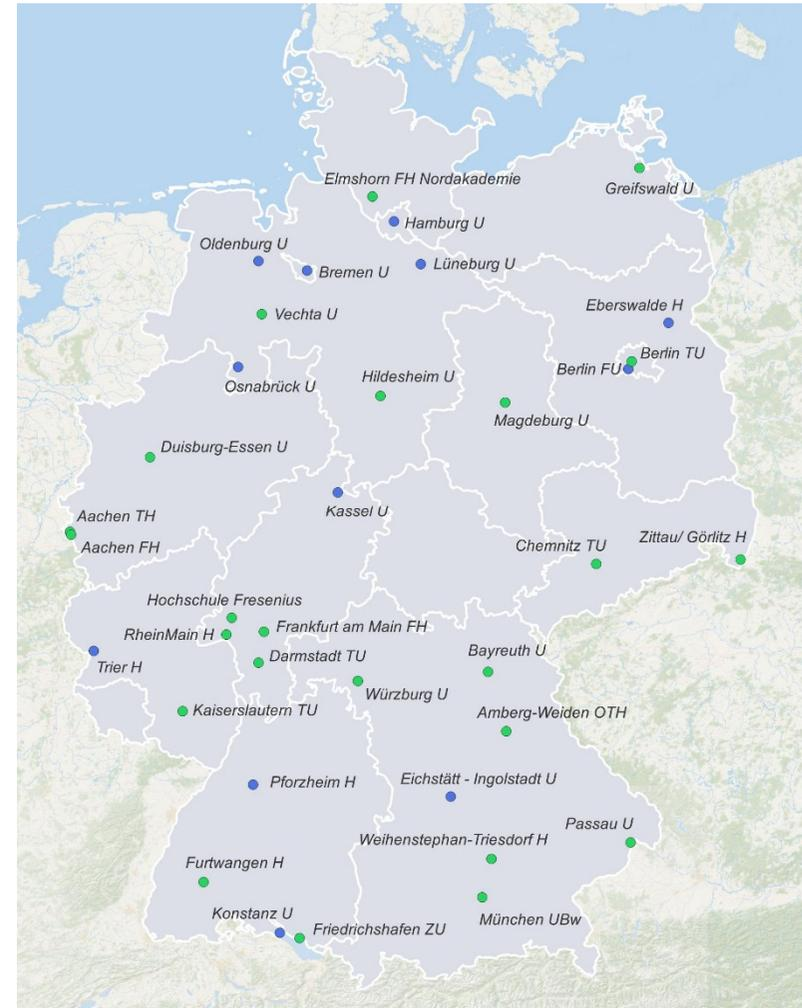 Elmshorn FH Nordakademie
Greifswald U
Hamburg U
Oldenburg U
Bremen U
Lüneburg U
Eberswalde H
Vechta U
Berlin TU
Berlin FU
Osnabrück U
Hildesheim U
Magdeburg U
Duisburg-Essen U
Kassel U
Aachen TH
Aachen FH
Chemnitz TU
Zittau/ Görlitz H
Hochschule Fresenius
RheinMain H
Frankfurt am Main FH
Darmstadt TU
Trier H
Bayreuth U
Würzburg U
Kaiserslautern TU
Amberg-Weiden OTH
Pforzheim H
Eichstätt - Ingolstadt U
Passau U
Weihenstephan-Triesdorf H
Furtwangen H
Konstanz U
Friedrichshafen ZU
München UBw